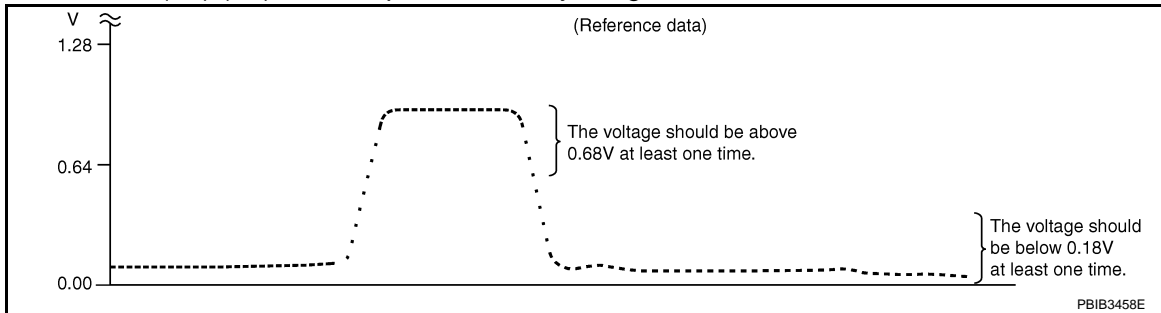 V
(Reference data)
1.28
The voltage should be above
0.68V at least one time.
0.64
The voltage should
be below 0.18V
at least one time.
0.00
PBIB3458E